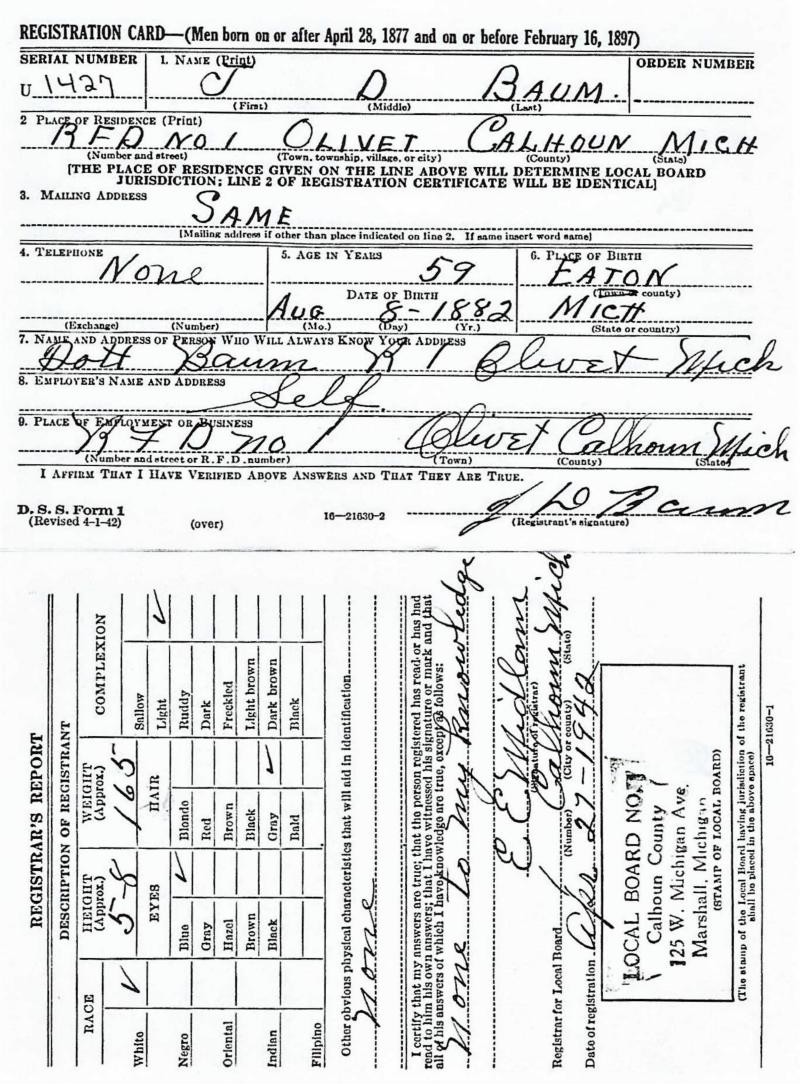 REGISTRATION CARD—(Men born on or after April 28, 1877 and on or before February 16, 1897)
SERIAL NUMBER 1. NAME (Print) ORDER NUMBER
U 1427 J D BAUM.
(First) (Middle) (Last)
2 PLACE OF RESIDENCE (Print)
RFD NO 1 OLIVET CALHOUN MICH
(Number and street) (Town, township, village, or city) (County) (State)
[THE PLACE OF RESIDENCE GIVEN ON THE LINE ABOVE WILL DETERMINE LOCAL BOARD
JURISDICTION; LINE 2 OF REGISTRATION CERTIFICATE WILL BE IDENTICAL]
3. MAILING ADDRESS
SAME
[Mailing address if other than place indicated on line 2. If same insert word same]
4. TELEPHONE 5. AGE IN YEARS 6. PLACE OF BIRTH
None 59 EATON
DATE OF BIRTH (Town or county)
Aug 8-1882 MICH
(Exchange) (Number) (Mo.) (Day) (Yr.) (State or country)
7. NAME AND ADDRESS OF PERSON WHO WILL ALWAYS KNOW YOUR ADDRESS
Dott Baum R 1 Olivet Mich
8. EMPLOYER'S NAME AND ADDRESS
Self.
9. PLACE OF EMPLOYMENT OR BUSINESS
RFD no 1 Olivet Calhoun Mich
(Number and street or R.F.D. number) (Town) (County) (State)
I AFFIRM THAT I HAVE VERIFIED ABOVE ANSWERS AND THAT THEY ARE TRUE.
J D Baum
D. S. S. Form 1
(Revised 4-1-42) (over) 16—21630-2 (Registrant's signature)
REGISTRAR'S REPORT
DESCRIPTION OF REGISTRANT
RACE HEIGHT (Approx.) WEIGHT (Approx.) COMPLEXION
5-8 165
White ✓ EYES HAIR Sallow
Light ✓
Negro Blue ✓ Blonde Ruddy
Gray Red Dark
Oriental Hazel Brown Freckled
Brown Black Light brown
Indian Black Gray ✓ Dark brown
Bald Black
Filipino
Other obvious physical characteristics that will aid in identification
none
I certify that my answers are true; that the person registered has read or has had
read to him his own answers; that I have witnessed his signature or mark and that
all of his answers of which I have knowledge are true, except as follows:
None to my knowledge
E E Midlam
(Signature of registrar)
Registrar for Local Board Calhoun Mich
(Number) (City or county) (State)
Date of registration Apr 27-1942
LOCAL BOARD NO.
Calhoun County
125 W. Michigan Ave.
Marshall, Michigan
(STAMP OF LOCAL BOARD)
(The stamp of the Local Board having jurisdiction of the registrant
shall be placed in the above space)
16—21630-1